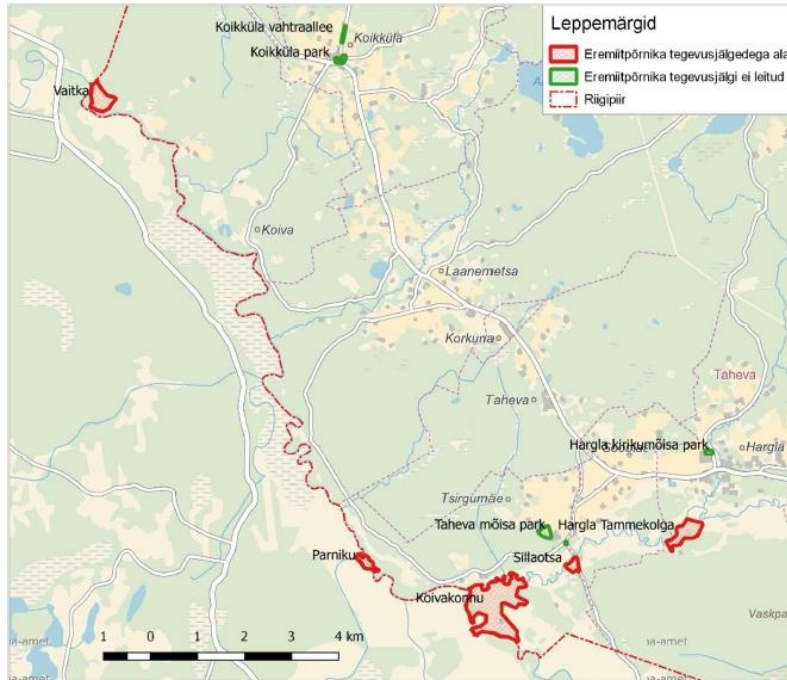 Koikküla vahtraallee
Koikküla
Koikküla park
Leppemärgid
Eremiitpõrnika tegevusjälgedega ala
Eremiitpõrnika tegevusjälgi ei leitud
Riigipiir
Vaitka
Koiva
Laanemetsa
Korkuna
Taheva
Taheva
Hargla kirikumõisa park
Hargla
Tsirgumäe
Taheva mõisa park
Hargla Tammekolga
Parniku
Sillaotsa
Koivakonnu
Vaskpa
1 0 1 2 3 4 km
aa-amet